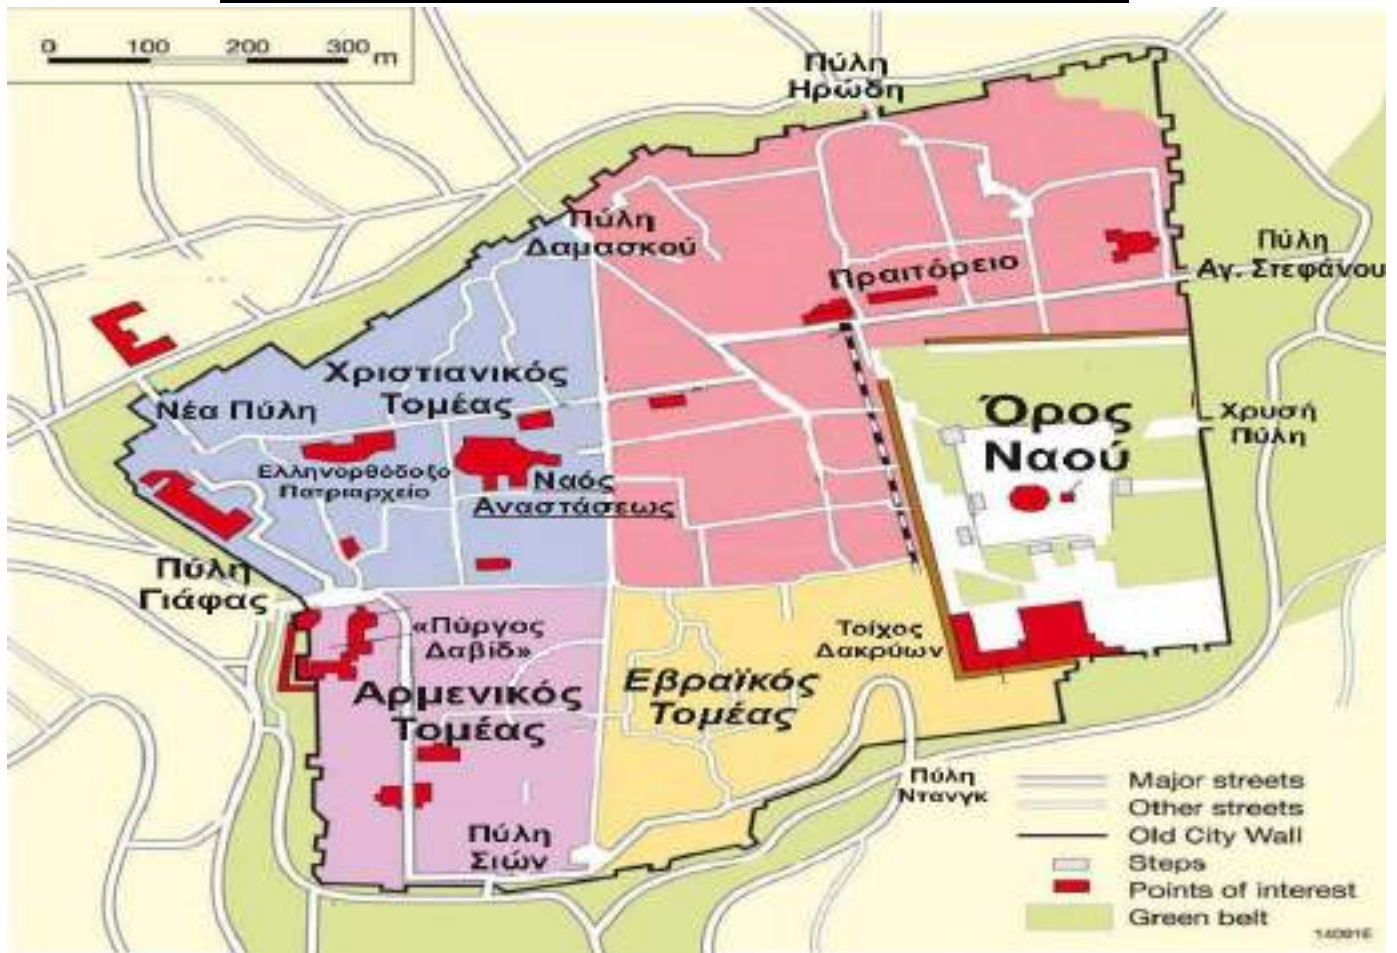 0 100 200 300 m
Πύλη
Ηρώδη
Πύλη
Δαμασκού
Πύλη
Αγ. Στεφάνου
Πραιτόρειο
Χριστιανικός
Τομέας
Νέα Πύλη
Όρος
Ναού
Χρυσή
Πύλη
Ελληνορθόδοξο
Πατριαρχείο
Ναός
Αναστάσεως
Πύλη
Γιάφας
«Πύργος
Δαβίδ»
Τοίχος
Δακρύων
Αρμενικός
Τομέας
Εβραϊκός
Τομέας
Πύλη
Ντανγκ
Πύλη
Σιών
Major streets
Other streets
Old City Wall
Steps
Points of interest
Green belt